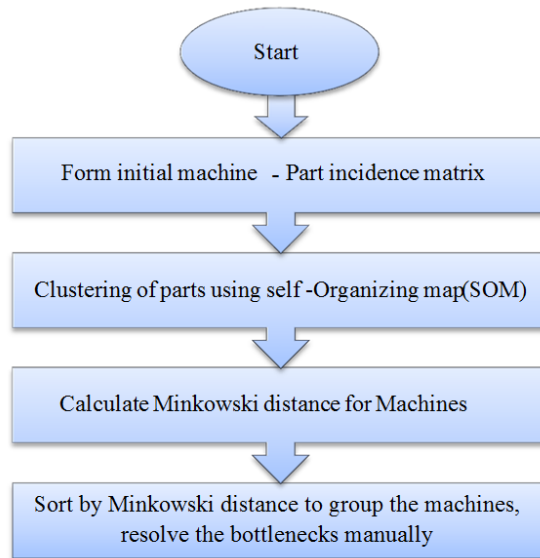 Start
Form initial machine - Part incidence matrix
Clustering of parts using self -Organizing map(SOM)
Calculate Minkowski distance for Machines
Sort by Minkowski distance to group the machines,
resolve the bottlenecks manually